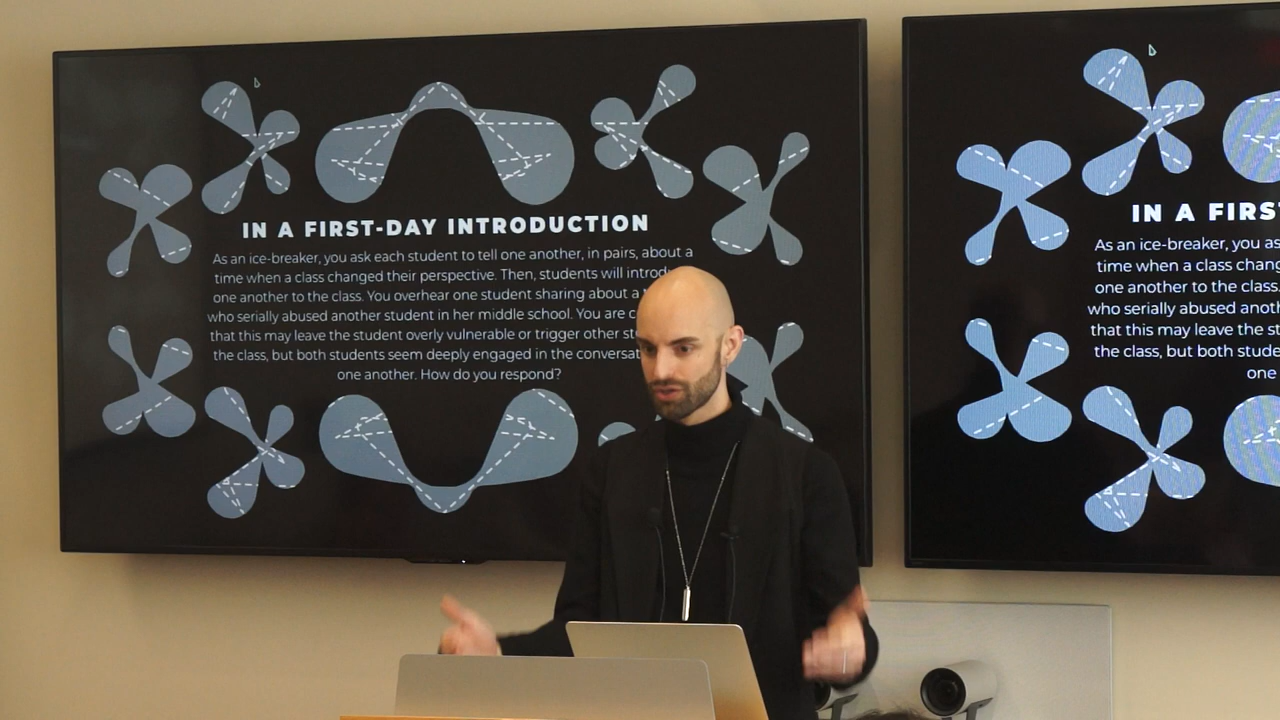 IN A FIRST-DAY INTRODUCTION
As an ice-breaker, you ask each student to tell one another, in pairs, about a
time when a class changed their perspective. Then, students will introd
one another to the class. You overhear one student sharing about a
who serially abused another student in her middle school. You are c
that this may leave the student overly vulnerable or trigger other st
the class, but both students seem deeply engaged in the conversat
one another. How do you respond?
IN A FIRS
As an ice-breaker, you as
time when a class chang
one another to the class.
who serially abused anoth
that this may leave the st
the class, but both stude
one